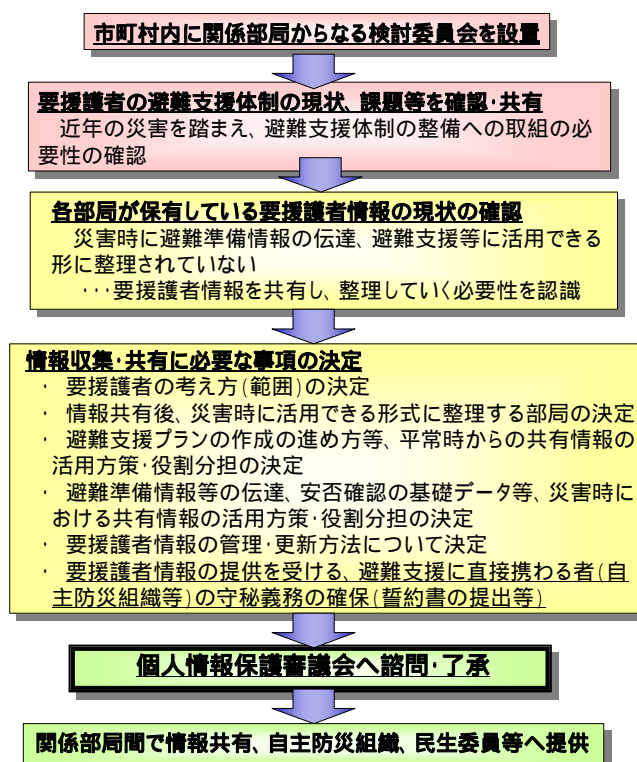 市町村内に関係部局からなる検討委員会を設置
要援護者の避難支援体制の現状、課題等を確認・共有
近年の災害を踏まえ、避難支援体制の整備への取組の必
要性の確認
各部局が保有している要援護者情報の現状の確認
災害時に避難準備情報の伝達、避難支援等に活用できる
形に整理されていない
・・・要援護者情報を共有し、整理していく必要性を認識
情報収集・共有に必要な事項の決定
・ 要援護者の考え方(範囲)の決定
・ 情報共有後、災害時に活用できる形式に整理する部局の決定
・ 避難支援プランの作成の進め方等、平常時からの共有情報の
活用方策・役割分担の決定
・ 避難準備情報等の伝達、安否確認の基礎データ等、災害時に
おける共有情報の活用方策・役割分担の決定
・ 要援護者情報の管理・更新方法について決定
・ 要援護者情報の提供を受ける、避難支援に直接携わる者(自
主防災組織等)の守秘義務の確保(誓約書の提出等)
個人情報保護審議会へ諮問・了承
関係部局間で情報共有、自主防災組織、民生委員等へ提供